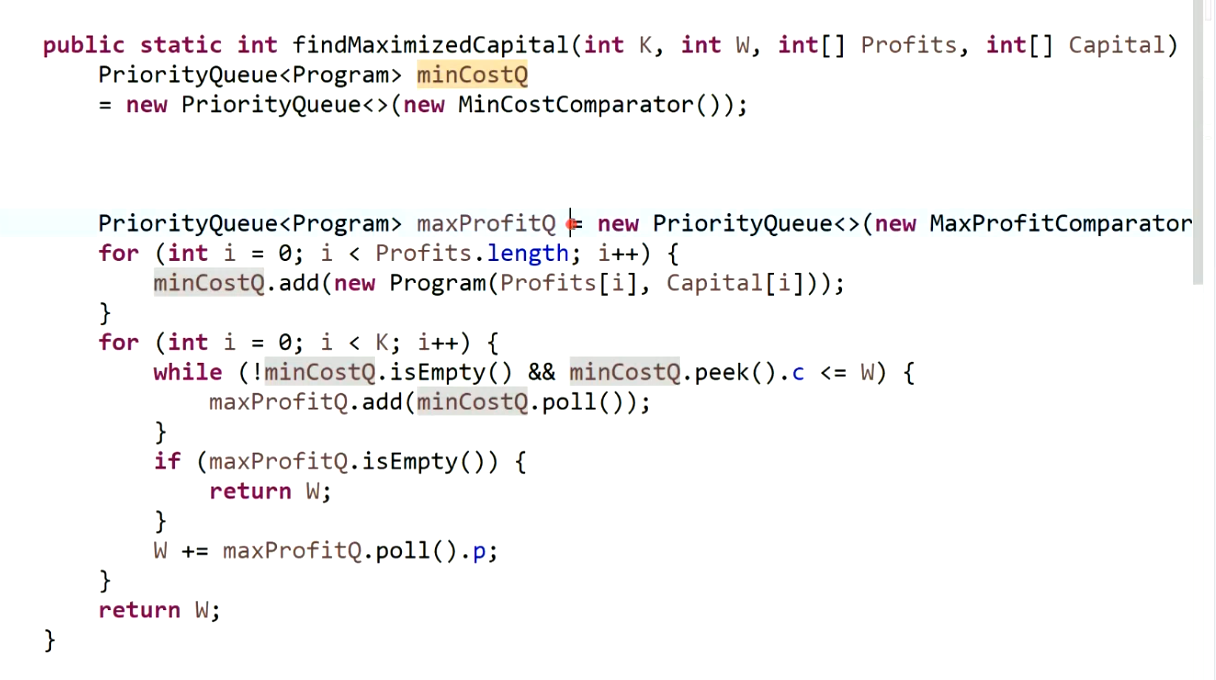 public static int findMaximizedCapital(int K, int W, int[] Profits, int[] Capital)
PriorityQueue<Program> minCostQ
= new PriorityQueue<>(new MinCostComparator());
PriorityQueue<Program> maxProfitQ = new PriorityQueue<>(new MaxProfitComparator
for (int i = 0; i < Profits.length; i++) {
minCostQ.add(new Program(Profits[i], Capital[i]));
}
for (int i = 0; i < K; i++) {
while (!minCostQ.isEmpty() && minCostQ.peek().c <= W) {
maxProfitQ.add(minCostQ.poll());
}
if (maxProfitQ.isEmpty()) {
return W;
}
W += maxProfitQ.poll().p;
}
return W;
}